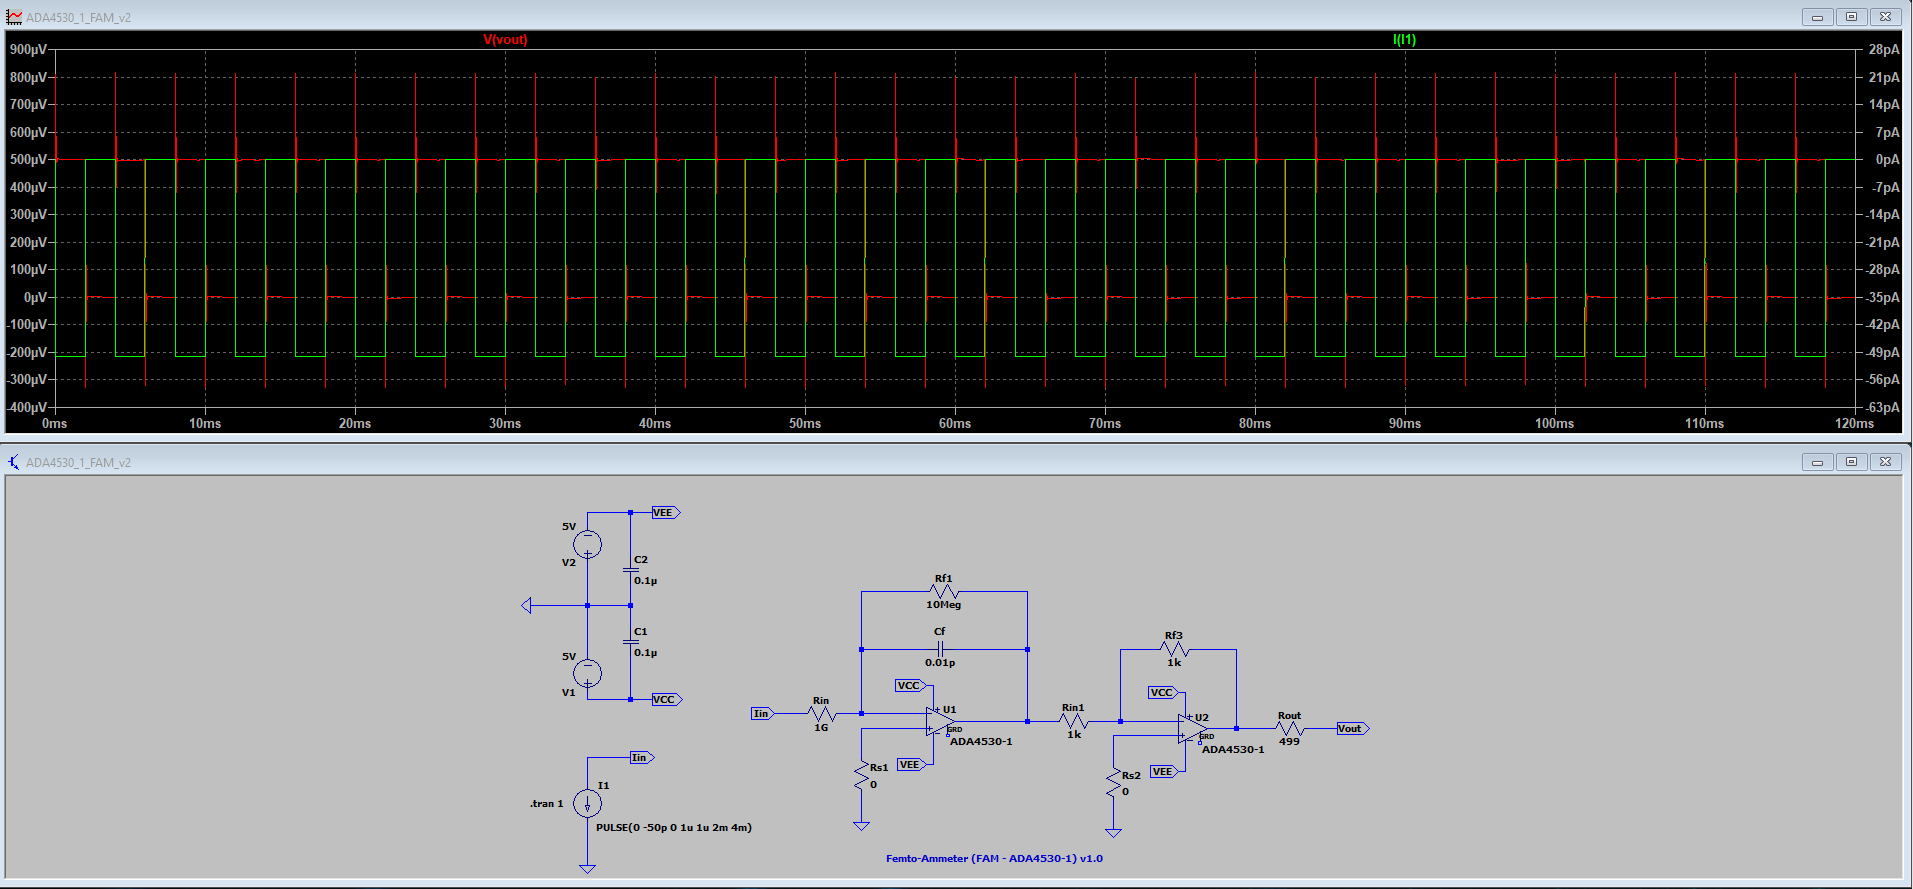 ADA4530_1_FAM_v2
V(vout)
I(I1)
900µV
800µV
700µV
600µV
500µV
400µV
300µV
200µV
100µV
0µV
-100µV
-200µV
-300µV
-400µV
28pA
21pA
14pA
7pA
0pA
-7pA
-14pA
-21pA
-28pA
-35pA
-42pA
-49pA
-56pA
-63pA
0ms 10ms 20ms 30ms 40ms 50ms 60ms 70ms 80ms 90ms 100ms 110ms 120ms
ADA4530_1_FAM_v2
VEE
5V
V2
C2
0.1µ
C1
0.1µ
5V
V1
VCC
Iin
I1
.tran 1
PULSE(0 -50p 0 1u 1u 2m 4m)
Rf1
10Meg
Cf
0.01p
VCC
Iin
Rin
1G
U1
GRD
ADA4530-1
VEE
Rs1
0
Rin1
1k
Rf3
1k
VCC
U2
GRD
ADA4530-1
VEE
Rs2
0
Rout
499
Vout
Femto-Ammeter (FAM - ADA4530-1) v1.0